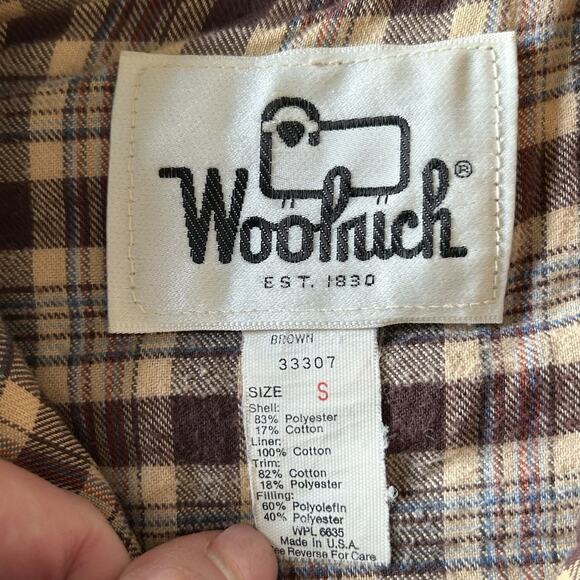 Woolrich®
EST. 1830
BROWN
33307
SIZE S
Shell:
83% Polyester
17% Cotton
Liner:
100% Cotton
Trim:
82% Cotton
18% Polyester
Filling:
60% Polyolefin
40% Polyester
WPL 6635
Made in U.S.A.
See Reverse For Care